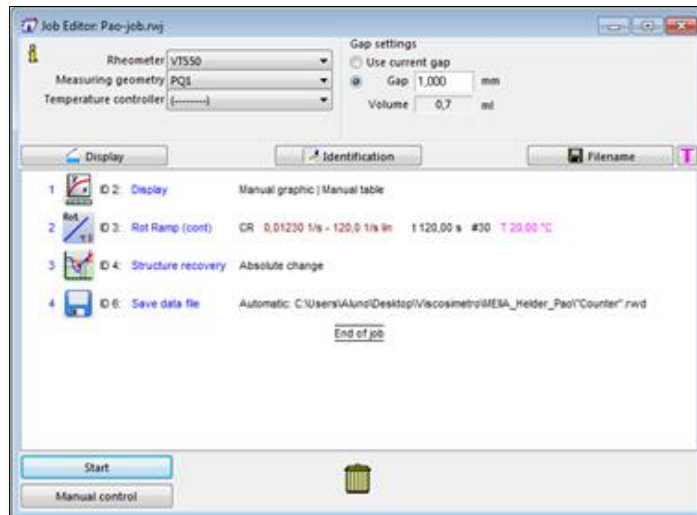 Job Editor: Pao-job.rwj
Gap settings
Rheometer VT550
Use current gap
Measuring geometry PQ1
Gap 1,000 mm
Temperature controller (--------)
Volume 0,7 ml
Display Identification Filename T
1 ID 2: Display Manual graphic | Manual table
Rot.
2 ID 3: Rot Ramp (cont) CR 0,01230 1/s - 120,0 1/s lin t 120,00 s #30 T 20,00 °C
3 ID 4: Structure recovery Absolute change
4 ID 6: Save data file Automatic: C:\Users\Aluno\Desktop\Viscosimetro\MEIIA_Helder_Pao\"Counter".rwd
End of job
Start
Manual control